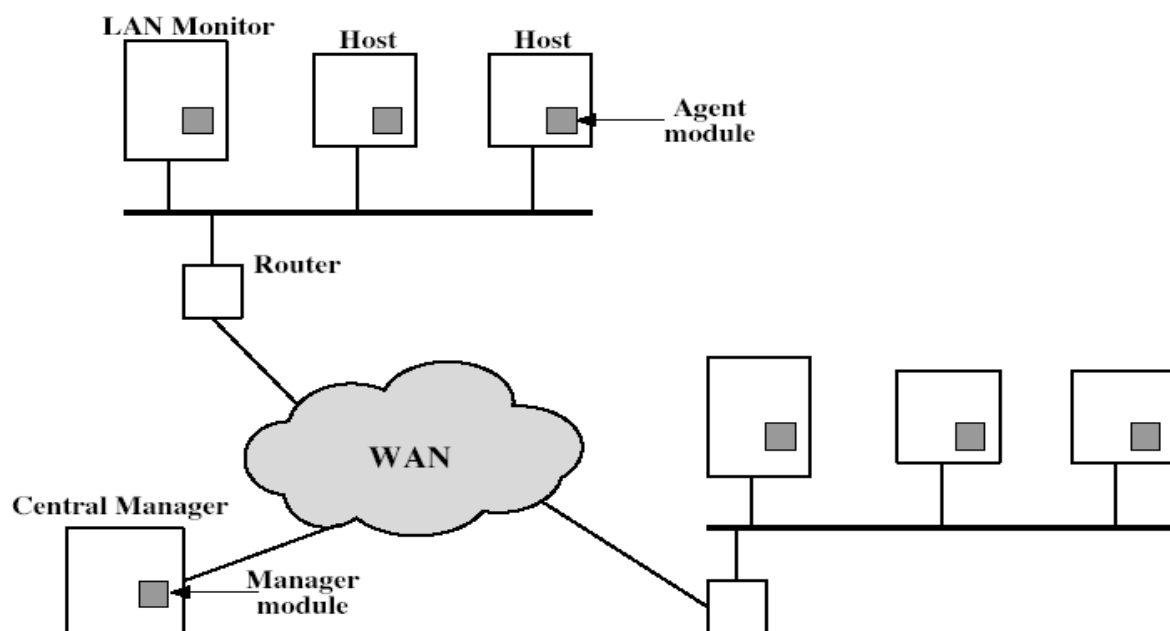 LAN Monitor
Host
Host
Agent
module
Router
WAN
Central Manager
Manager
module